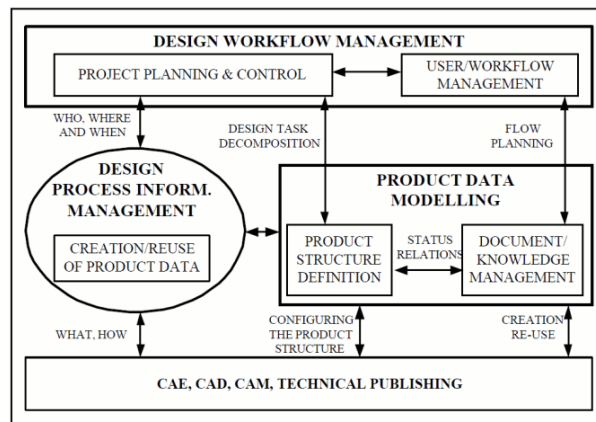 DESIGN WORKFLOW MANAGEMENT
PROJECT PLANNING & CONTROL
USER/WORKFLOW
MANAGEMENT
WHO, WHERE
AND WHEN
DESIGN TASK
DECOMPOSITION
FLOW
PLANNING
DESIGN
PROCESS INFORM.
MANAGEMENT
CREATION/REUSE
OF PRODUCT DATA
PRODUCT DATA
MODELLING
PRODUCT
STRUCTURE
DEFINITION
STATUS
RELATIONS
DOCUMENT/
KNOWLEDGE
MANAGEMENT
WHAT, HOW
CONFIGURING
THE PRODUCT
STRUCTURE
CREATION
RE-USE
CAE, CAD, CAM, TECHNICAL PUBLISHING